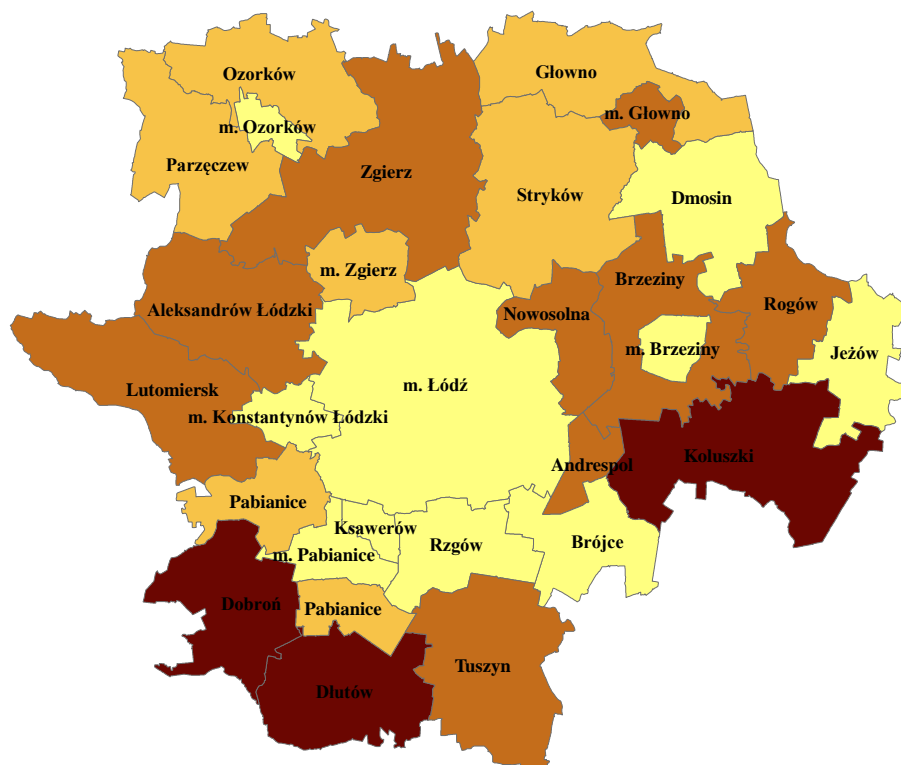 Ozorków
Głowno
m. Głowno
m. Ozorków
Parzęczew
Zgierz
Stryków
Dmosin
m. Zgierz
Brzeziny
Aleksandrów Łódzki
Nowosolna
Rogów
m. Brzeziny
Jeżów
Lutomiersk
m. Łódź
m. Konstantynów Łódzki
Andrespol
Koluszki
Pabianice
Ksawerów
Rzgów
Brójce
m. Pabianice
Dobroń
Pabianice
Tuszyn
Dłutów